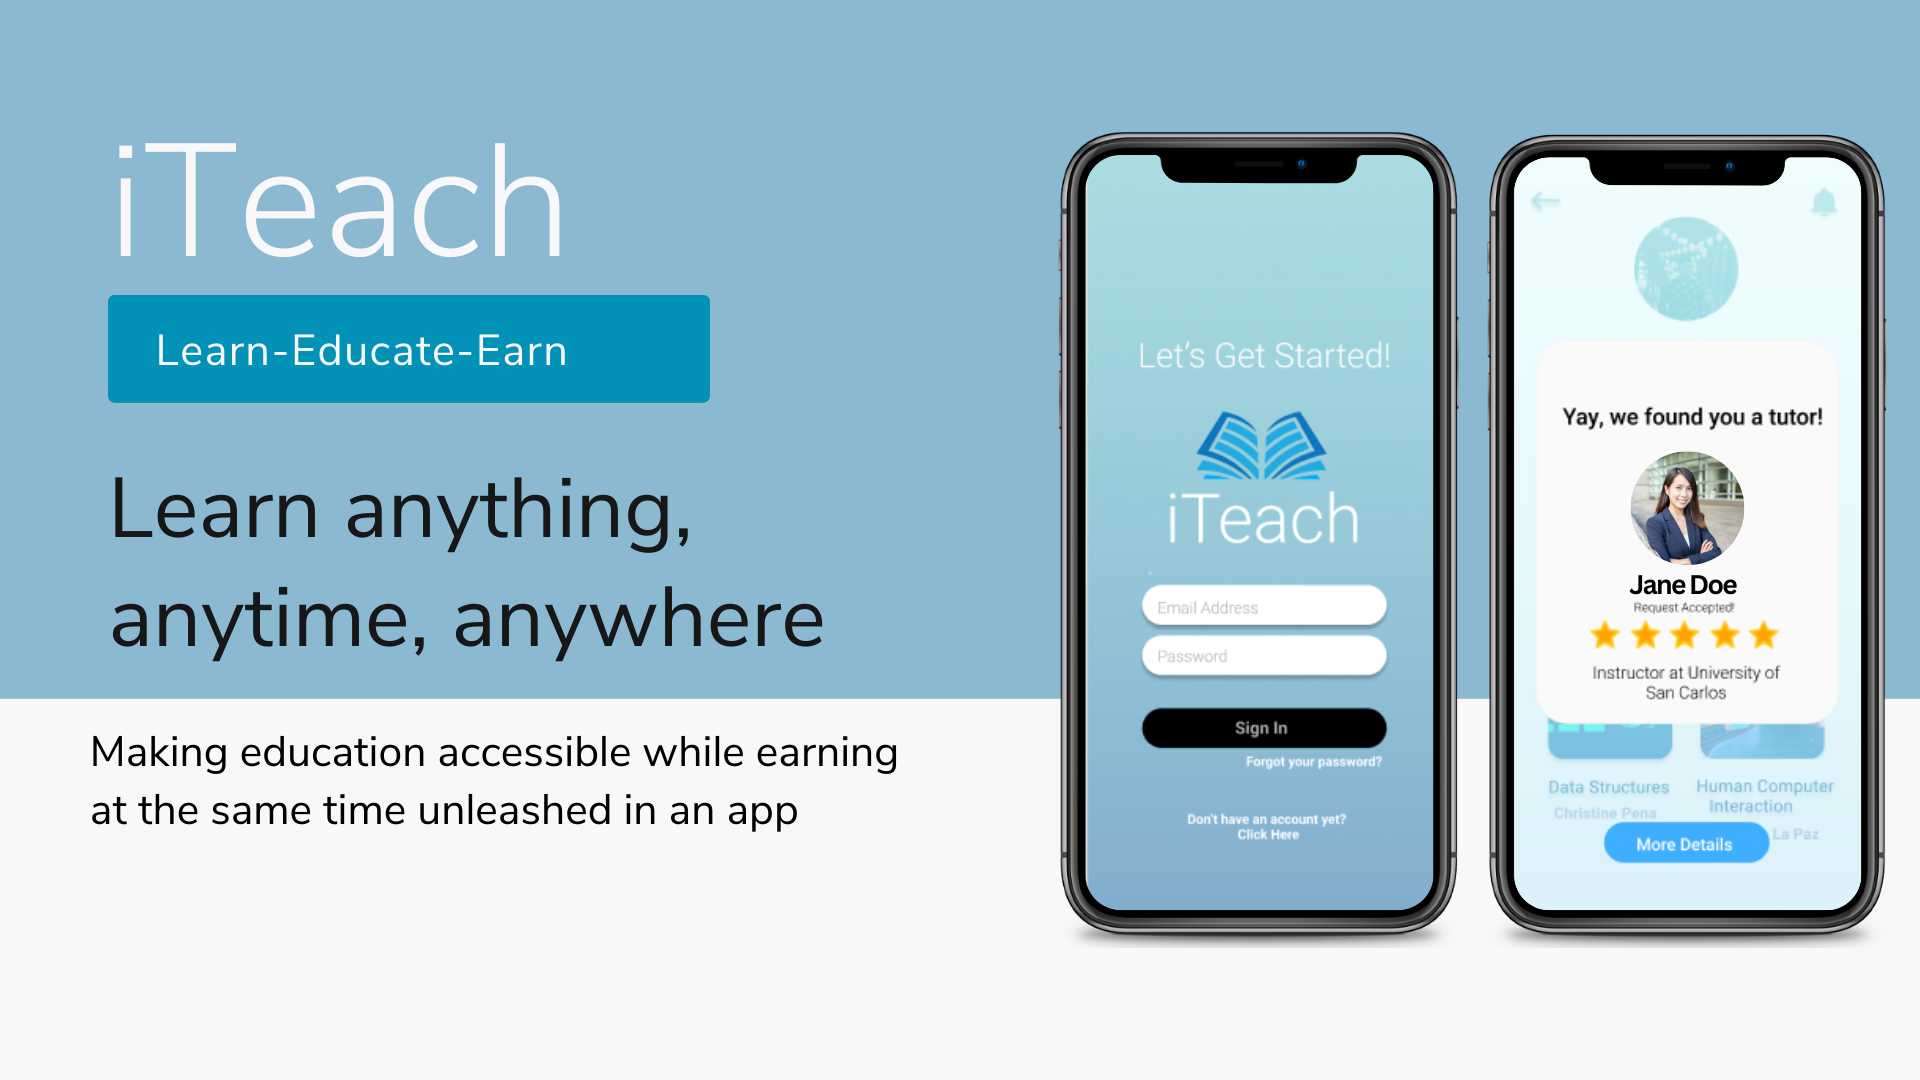 iTeach
Learn-Educate-Earn
Learn anything,
anytime, anywhere
Making education accessible while earning
at the same time unleashed in an app
Let's Get Started!
iTeach
Email Address
Password
Sign In
Forgot your password?
Don't have an account yet?
Click Here
Yay, we found you a tutor!
Jane Doe
Request Accepted!
Instructor at University of
San Carlos
Data Structures
Christine Pena
Human Computer
Interaction
La Paz
More Details